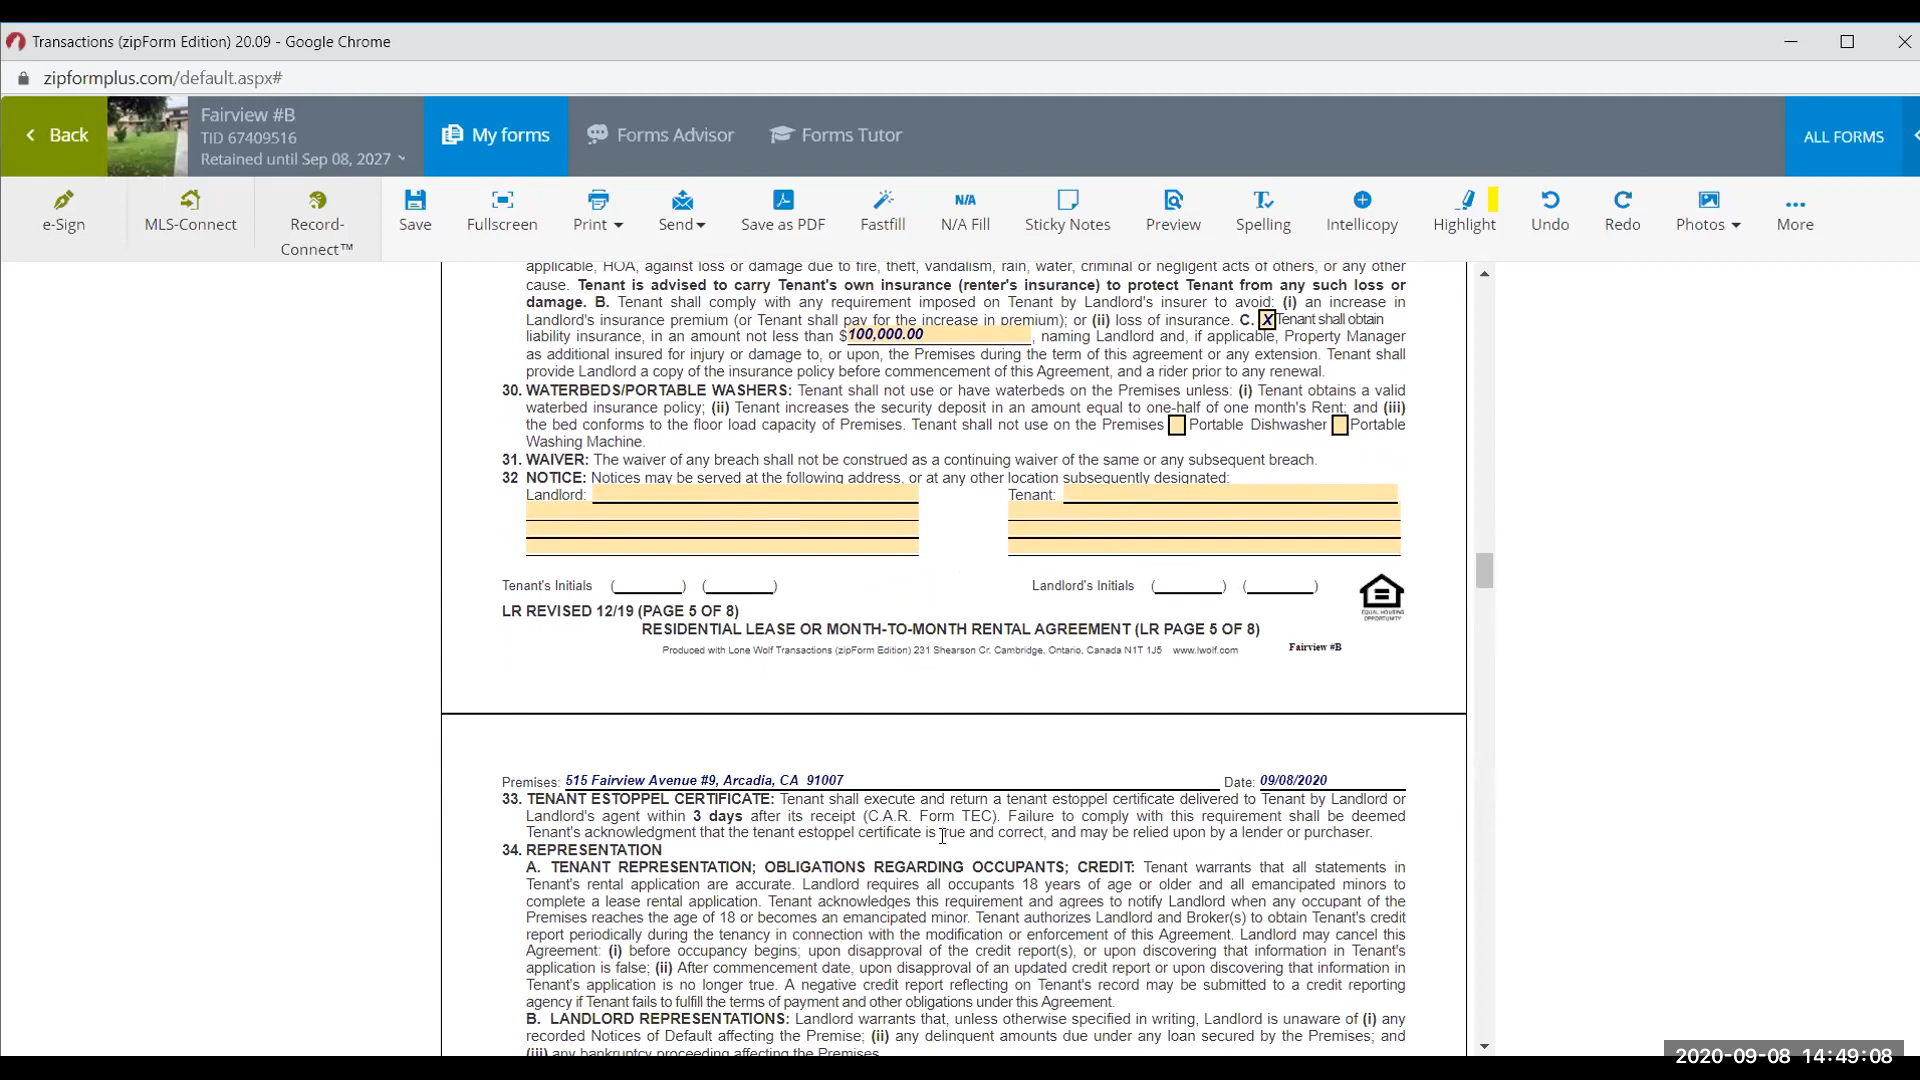 Transactions (zipForm Edition) 20.09 - Google Chrome
zipformplus.com/default.aspx#
Back
Fairview #B
TID 67409516
Retained until Sep 08, 2027
My forms
Forms Advisor
Forms Tutor
ALL FORMS
e-Sign
MLS-Connect
Record-
Connect™
Save
Fullscreen
Print
Send
Save as PDF
Fastfill
N/A
N/A Fill
Sticky Notes
Preview
Spelling
Intellicopy
Highlight
Undo
Redo
Photos
More
applicable, HOA, against loss or damage due to fire, theft, vandalism, rain, water, criminal or negligent acts of others, or any other
cause. Tenant is advised to carry Tenant's own insurance (renter's insurance) to protect Tenant from any such loss or
damage. B. Tenant shall comply with any requirement imposed on Tenant by Landlord's insurer to avoid: (i) an increase in
Landlord's insurance premium (or Tenant shall pay for the increase in premium); or (ii) loss of insurance. C. X Tenant shall obtain
liability insurance, in an amount not less than $100,000.00 , naming Landlord and, if applicable, Property Manager
as additional insured for injury or damage to, or upon, the Premises during the term of this agreement or any extension. Tenant shall
provide Landlord a copy of the insurance policy before commencement of this Agreement, and a rider prior to any renewal.
30. WATERBEDS/PORTABLE WASHERS: Tenant shall not use or have waterbeds on the Premises unless: (i) Tenant obtains a valid
waterbed insurance policy; (ii) Tenant increases the security deposit in an amount equal to one-half of one month's Rent; and (iii)
the bed conforms to the floor load capacity of Premises. Tenant shall not use on the Premises Portable Dishwasher Portable
Washing Machine.
31. WAIVER: The waiver of any breach shall not be construed as a continuing waiver of the same or any subsequent breach.
32 NOTICE: Notices may be served at the following address, or at any other location subsequently designated:
Landlord: Tenant:
Tenant's Initials ( ) ( ) Landlord's Initials ( ) ( )
EQUAL HOUSING
OPPORTUNITY
LR REVISED 12/19 (PAGE 5 OF 8)
RESIDENTIAL LEASE OR MONTH-TO-MONTH RENTAL AGREEMENT (LR PAGE 5 OF 8)
Produced with Lone Wolf Transactions (zipForm Edition) 231 Shearson Cr. Cambridge, Ontario, Canada N1T 1J5 www.lwolf.com Fairview #B
Premises: 515 Fairview Avenue #9, Arcadia, CA 91007 Date: 09/08/2020
33. TENANT ESTOPPEL CERTIFICATE: Tenant shall execute and return a tenant estoppel certificate delivered to Tenant by Landlord or
Landlord's agent within 3 days after its receipt (C.A.R. Form TEC). Failure to comply with this requirement shall be deemed
Tenant's acknowledgment that the tenant estoppel certificate is true and correct, and may be relied upon by a lender or purchaser.
34. REPRESENTATION
A. TENANT REPRESENTATION; OBLIGATIONS REGARDING OCCUPANTS; CREDIT: Tenant warrants that all statements in
Tenant's rental application are accurate. Landlord requires all occupants 18 years of age or older and all emancipated minors to
complete a lease rental application. Tenant acknowledges this requirement and agrees to notify Landlord when any occupant of the
Premises reaches the age of 18 or becomes an emancipated minor. Tenant authorizes Landlord and Broker(s) to obtain Tenant's credit
report periodically during the tenancy in connection with the modification or enforcement of this Agreement. Landlord may cancel this
Agreement: (i) before occupancy begins; upon disapproval of the credit report(s), or upon discovering that information in Tenant's
application is false; (ii) After commencement date, upon disapproval of an updated credit report or upon discovering that information in
Tenant's application is no longer true. A negative credit report reflecting on Tenant's record may be submitted to a credit reporting
agency if Tenant fails to fulfill the terms of payment and other obligations under this Agreement.
B. LANDLORD REPRESENTATIONS: Landlord warrants that, unless otherwise specified in writing, Landlord is unaware of (i) any
recorded Notices of Default affecting the Premise; (ii) any delinquent amounts due under any loan secured by the Premises; and
(iii) any bankruptcy proceeding affecting the Premises.
2020-09-08 14:49:08